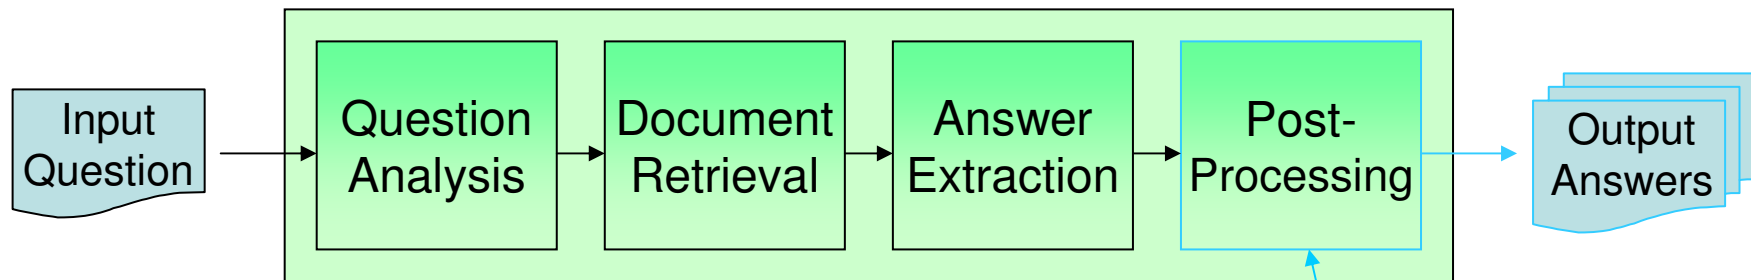 Input
Question
Question
Analysis
Document
Retrieval
Answer
Extraction
Post-
Processing
Output
Answers